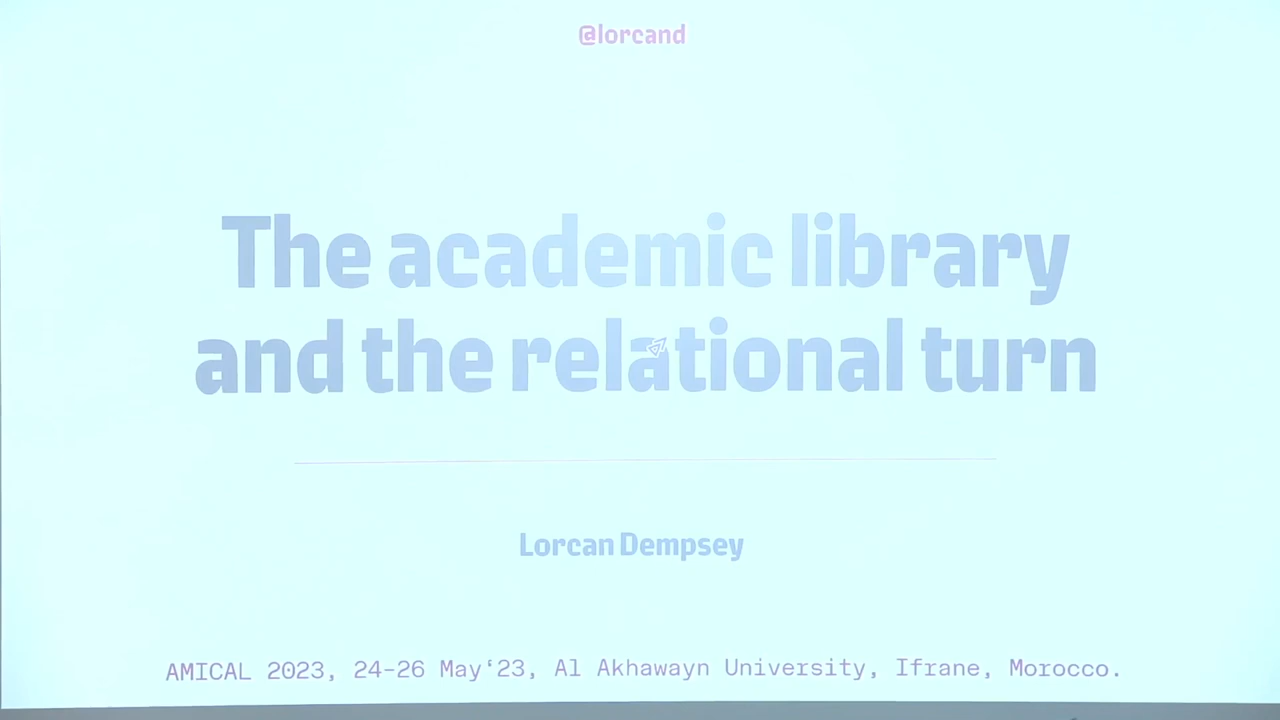 @lorcand
The academic library
and the relational turn
Lorcan Dempsey
AMICAL 2023, 24-26 May‘23, Al Akhawayn University, Ifrane, Morocco.